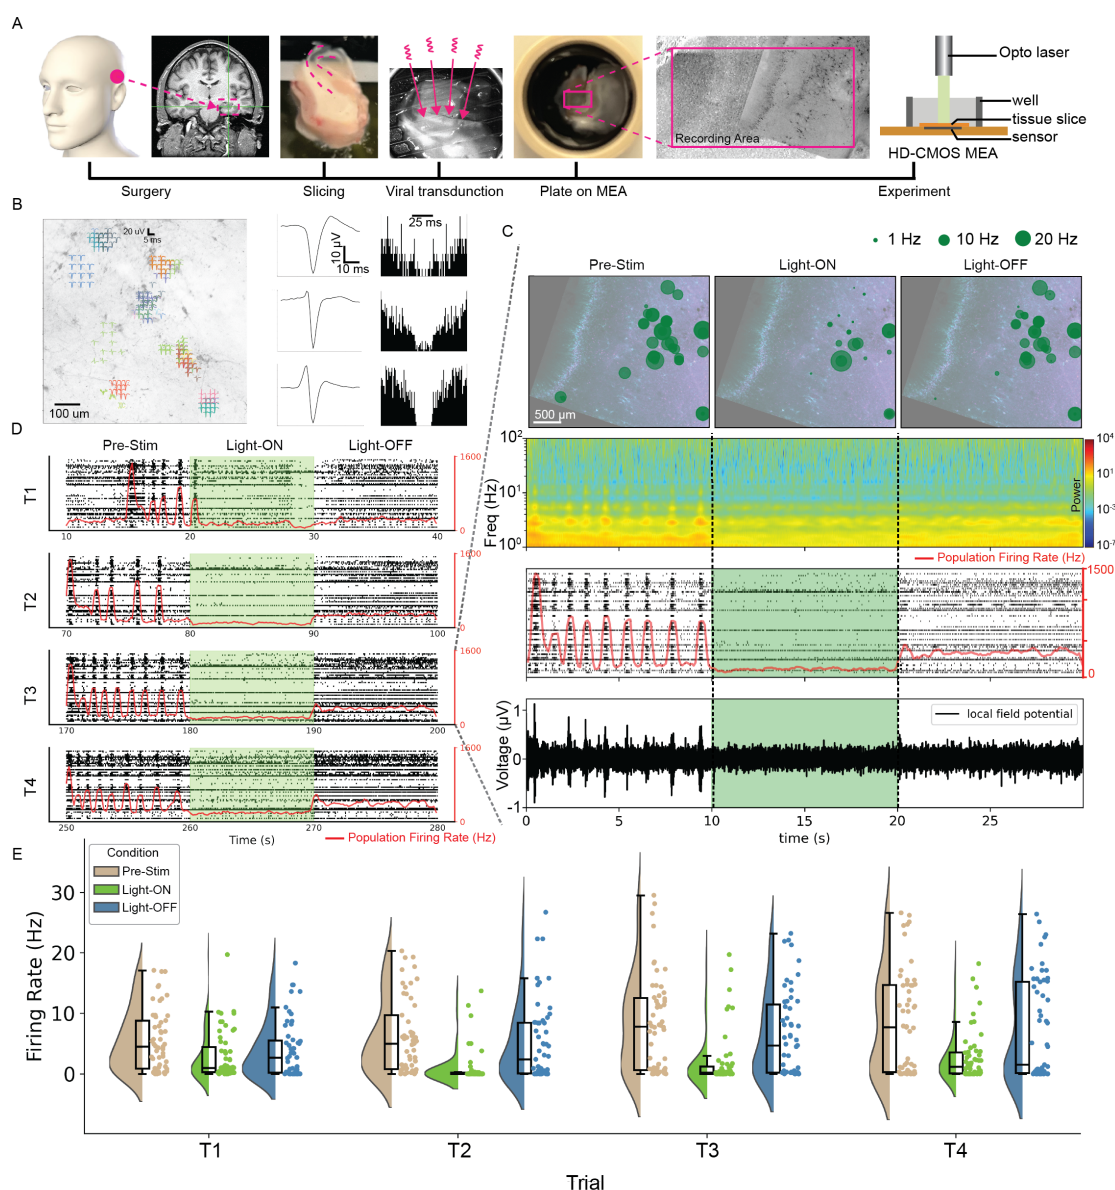 A
Opto laser
well
tissue slice
sensor
Recording Area
HD-CMOS MEA
Surgery
Slicing
Viral transdunction
Plate on MEA
Experiment
B
20 uV
5 ms
100 um
10 µV
10 ms
25 ms
C
1 Hz
10 Hz
20 Hz
Pre-Stim
Light-ON
Light-OFF
500 µm
10²
10¹
10⁰
Freq (Hz)
10⁴
10¹
10⁻³
10⁻⁷
Power
Population Firing Rate (Hz)
1500
0
local field potential
Voltage (µV)
1
0
-1
0
5
10
15
20
25
time (s)
D
Pre-Stim
Light-ON
Light-OFF
T1
1600
0
10
20
30
40
T2
1600
0
70
80
90
100
T3
1600
0
170
180
190
200
T4
1600
0
250
260
270
280
Time (s)
Population Firing Rate (Hz)
E
Condition
Pre-Stim
Light-ON
Light-OFF
Firing Rate (Hz)
30
20
10
0
T1
T2
T3
T4
Trial